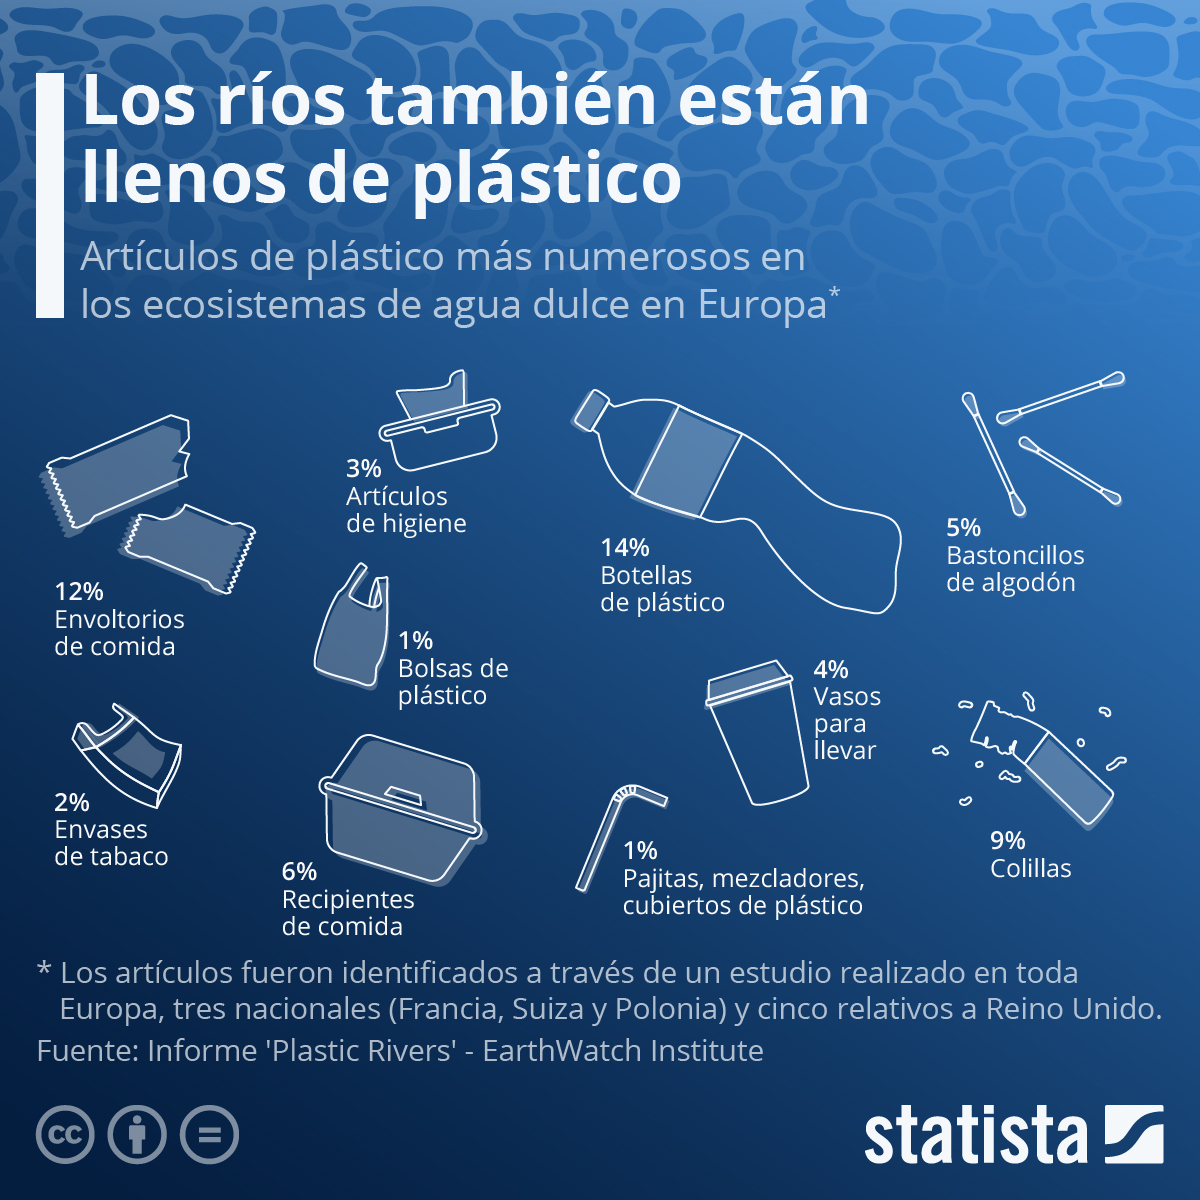 Los ríos también están
llenos de plástico
Artículos de plástico más numerosos en
los ecosistemas de agua dulce en Europa*
3%
Artículos
de higiene
14%
Botellas
de plástico
5%
Bastoncillos
de algodón
12%
Envoltorios
de comida
1%
Bolsas de
plástico
4%
Vasos
para
llevar
2%
Envases
de tabaco
6%
Recipientes
de comida
1%
Pajitas, mezcladores,
cubiertos de plástico
9%
Colillas
* Los artículos fueron identificados a través de un estudio realizado en toda
Europa, tres nacionales (Francia, Suiza y Polonia) y cinco relativos a Reino Unido.
Fuente: Informe 'Plastic Rivers' - EarthWatch Institute
cc
statista